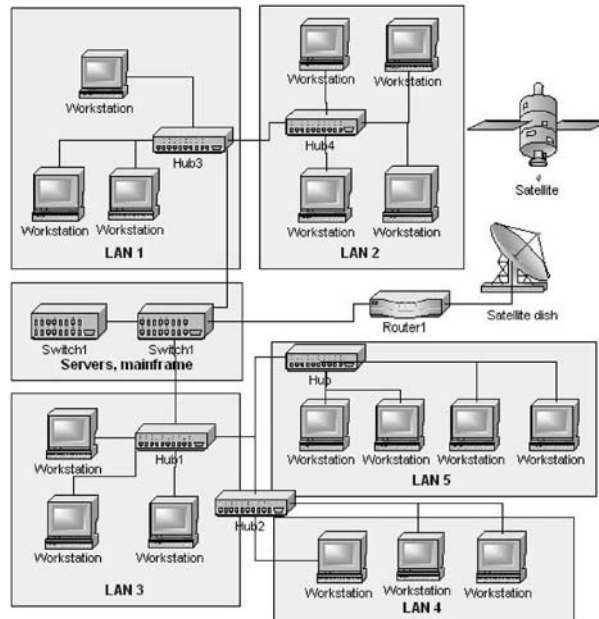 Workstation
Hub3
Workstation
Workstation
LAN 1
Workstation
Workstation
Hub4
Workstation
Workstation
LAN 2
Satellite
Satellite dish
Router1
Switch1
Switch1
Servers, mainframe
Hub
Workstation
Workstation
Workstation
Workstation
LAN 5
Hub1
Workstation
Workstation
Workstation
LAN 3
Hub2
Workstation
Workstation
Workstation
LAN 4